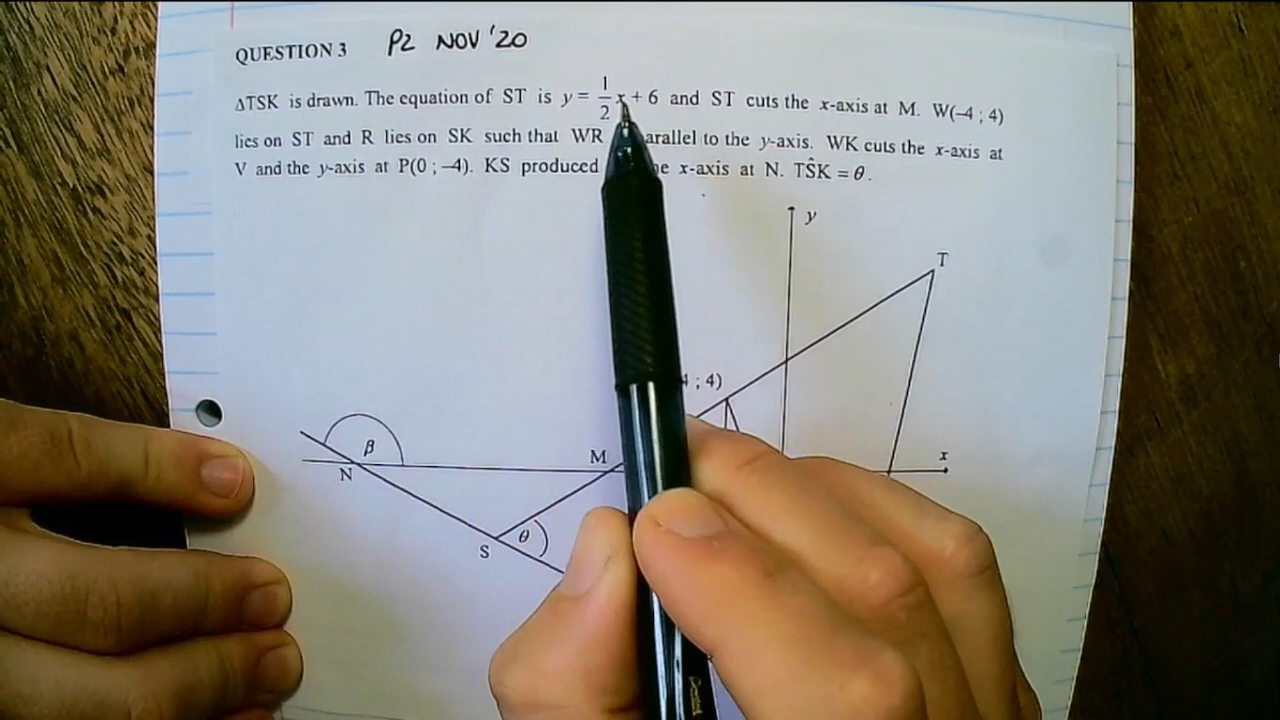 QUESTION 3 P2 NOV '20
ΔTSK is drawn. The equation of ST is y = 1/2 x + 6 and ST cuts the x-axis at M. W(–4 ; 4)
lies on ST and R lies on SK such that WR arallel to the y-axis. WK cuts the x-axis at
V and the y-axis at P(0 ; –4). KS produced e x-axis at N. TŜK = θ.
y
T
4 ; 4)
β
M
x
N
S
θ